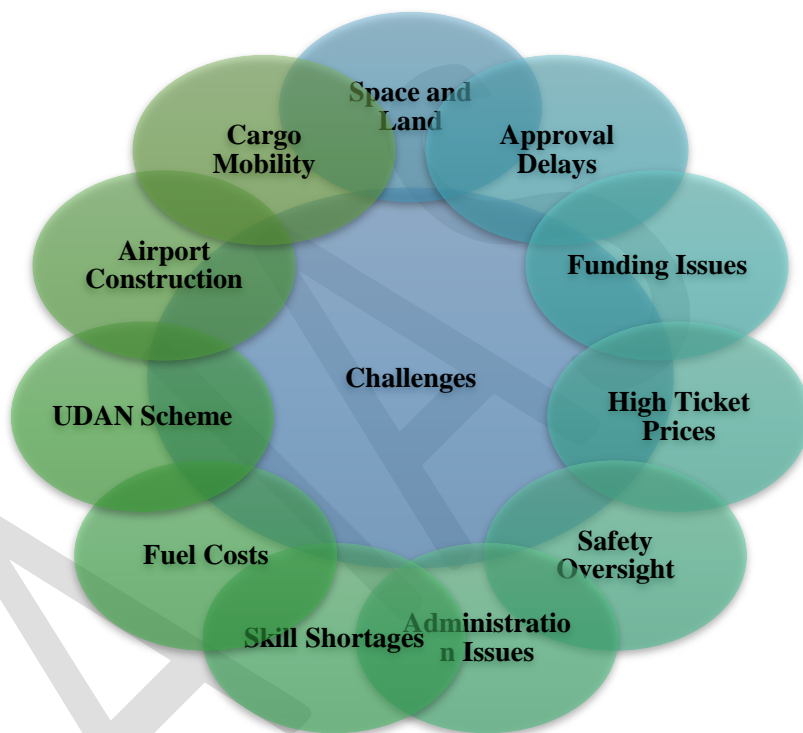 Space and
Land
Approval
Delays
Funding Issues
High Ticket
Prices
Safety
Oversight
Administratio
n Issues
Skill Shortages
Fuel Costs
UDAN Scheme
Airport
Construction
Cargo
Mobility
Challenges